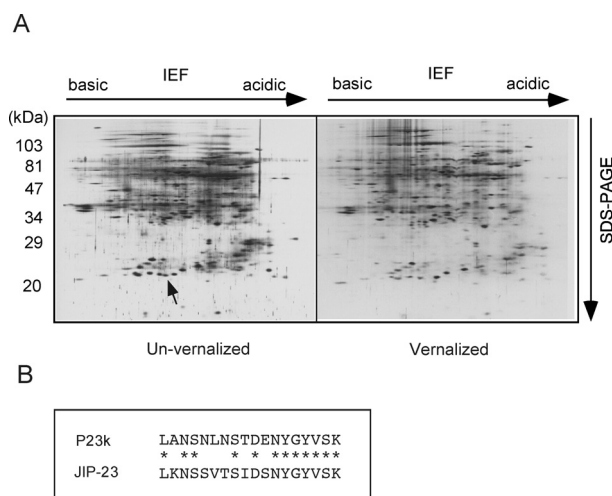 A
IEF
IEF
basic
acidic
basic
acidic
(kDa)
103
81
47
34
29
20
SDS-PAGE
Un-vernalized
Vernalized
B
P23k LANSNLNSTDENYGYVSK
* ** * * *******
JIP-23 LKNSSVTSIDSNYGYVSK